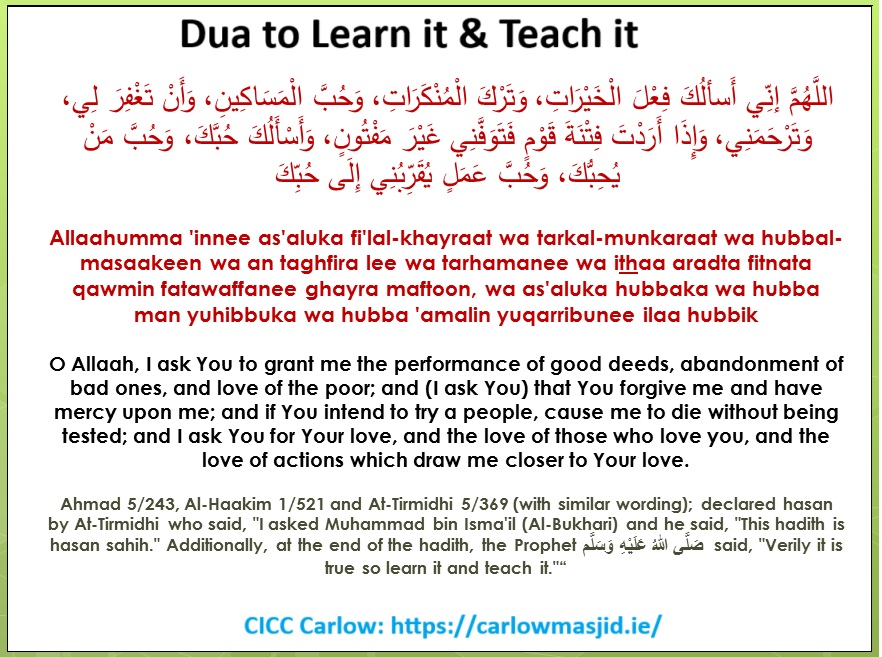 Dua to Learn it & Teach it
اللَّهُمَّ إنِّي أَسألُكَ فِعْلَ الْخَيْرَاتِ، وَتَرْكَ الْمُنْكَرَاتِ، وَحُبَّ الْمَسَاكِينِ، وَأَنْ تَغْفِرَ لِي،
وَتَرْحَمَنِي، وَإِذَا أَرَدْتَ فِتْنَةَ قَوْمٍ فَتَوَفَّنِي غَيْرَ مَفْتُونٍ، وَأَسْأَلُكَ حُبَّكَ، وَحُبَّ مَنْ
يُحِبُّكَ، وَحُبَّ عَمَلٍ يُقَرِّبُنِي إِلَى حُبِّكَ
Allaahumma 'innee as'aluka fi'lal-khayraat wa tarkal-munkaraat wa hubbal-
masaakeen wa an taghfira lee wa tarhamanee wa ithaa aradta fitnata
qawmin fatawaffanee ghayra maftoon, wa as'aluka hubbaka wa hubba
man yuhibbuka wa hubba 'amalin yuqarribunee ilaa hubbik
O Allaah, I ask You to grant me the performance of good deeds, abandonment of
bad ones, and love of the poor; and (I ask You) that You forgive me and have
mercy upon me; and if You intend to try a people, cause me to die without being
tested; and I ask You for Your love, and the love of those who love you, and the
love of actions which draw me closer to Your love.
Ahmad 5/243, Al-Haakim 1/521 and At-Tirmidhi 5/369 (with similar wording); declared hasan
by At-Tirmidhi who said, "I asked Muhammad bin Isma'il (Al-Bukhari) and he said, "This hadith is
hasan sahih." Additionally, at the end of the hadith, the Prophet صَلَّى اللهُ عَلَيْهِ وَسَلَّم said, "Verily it is
true so learn it and teach it."“
CICC Carlow: https://carlowmasjid.ie/